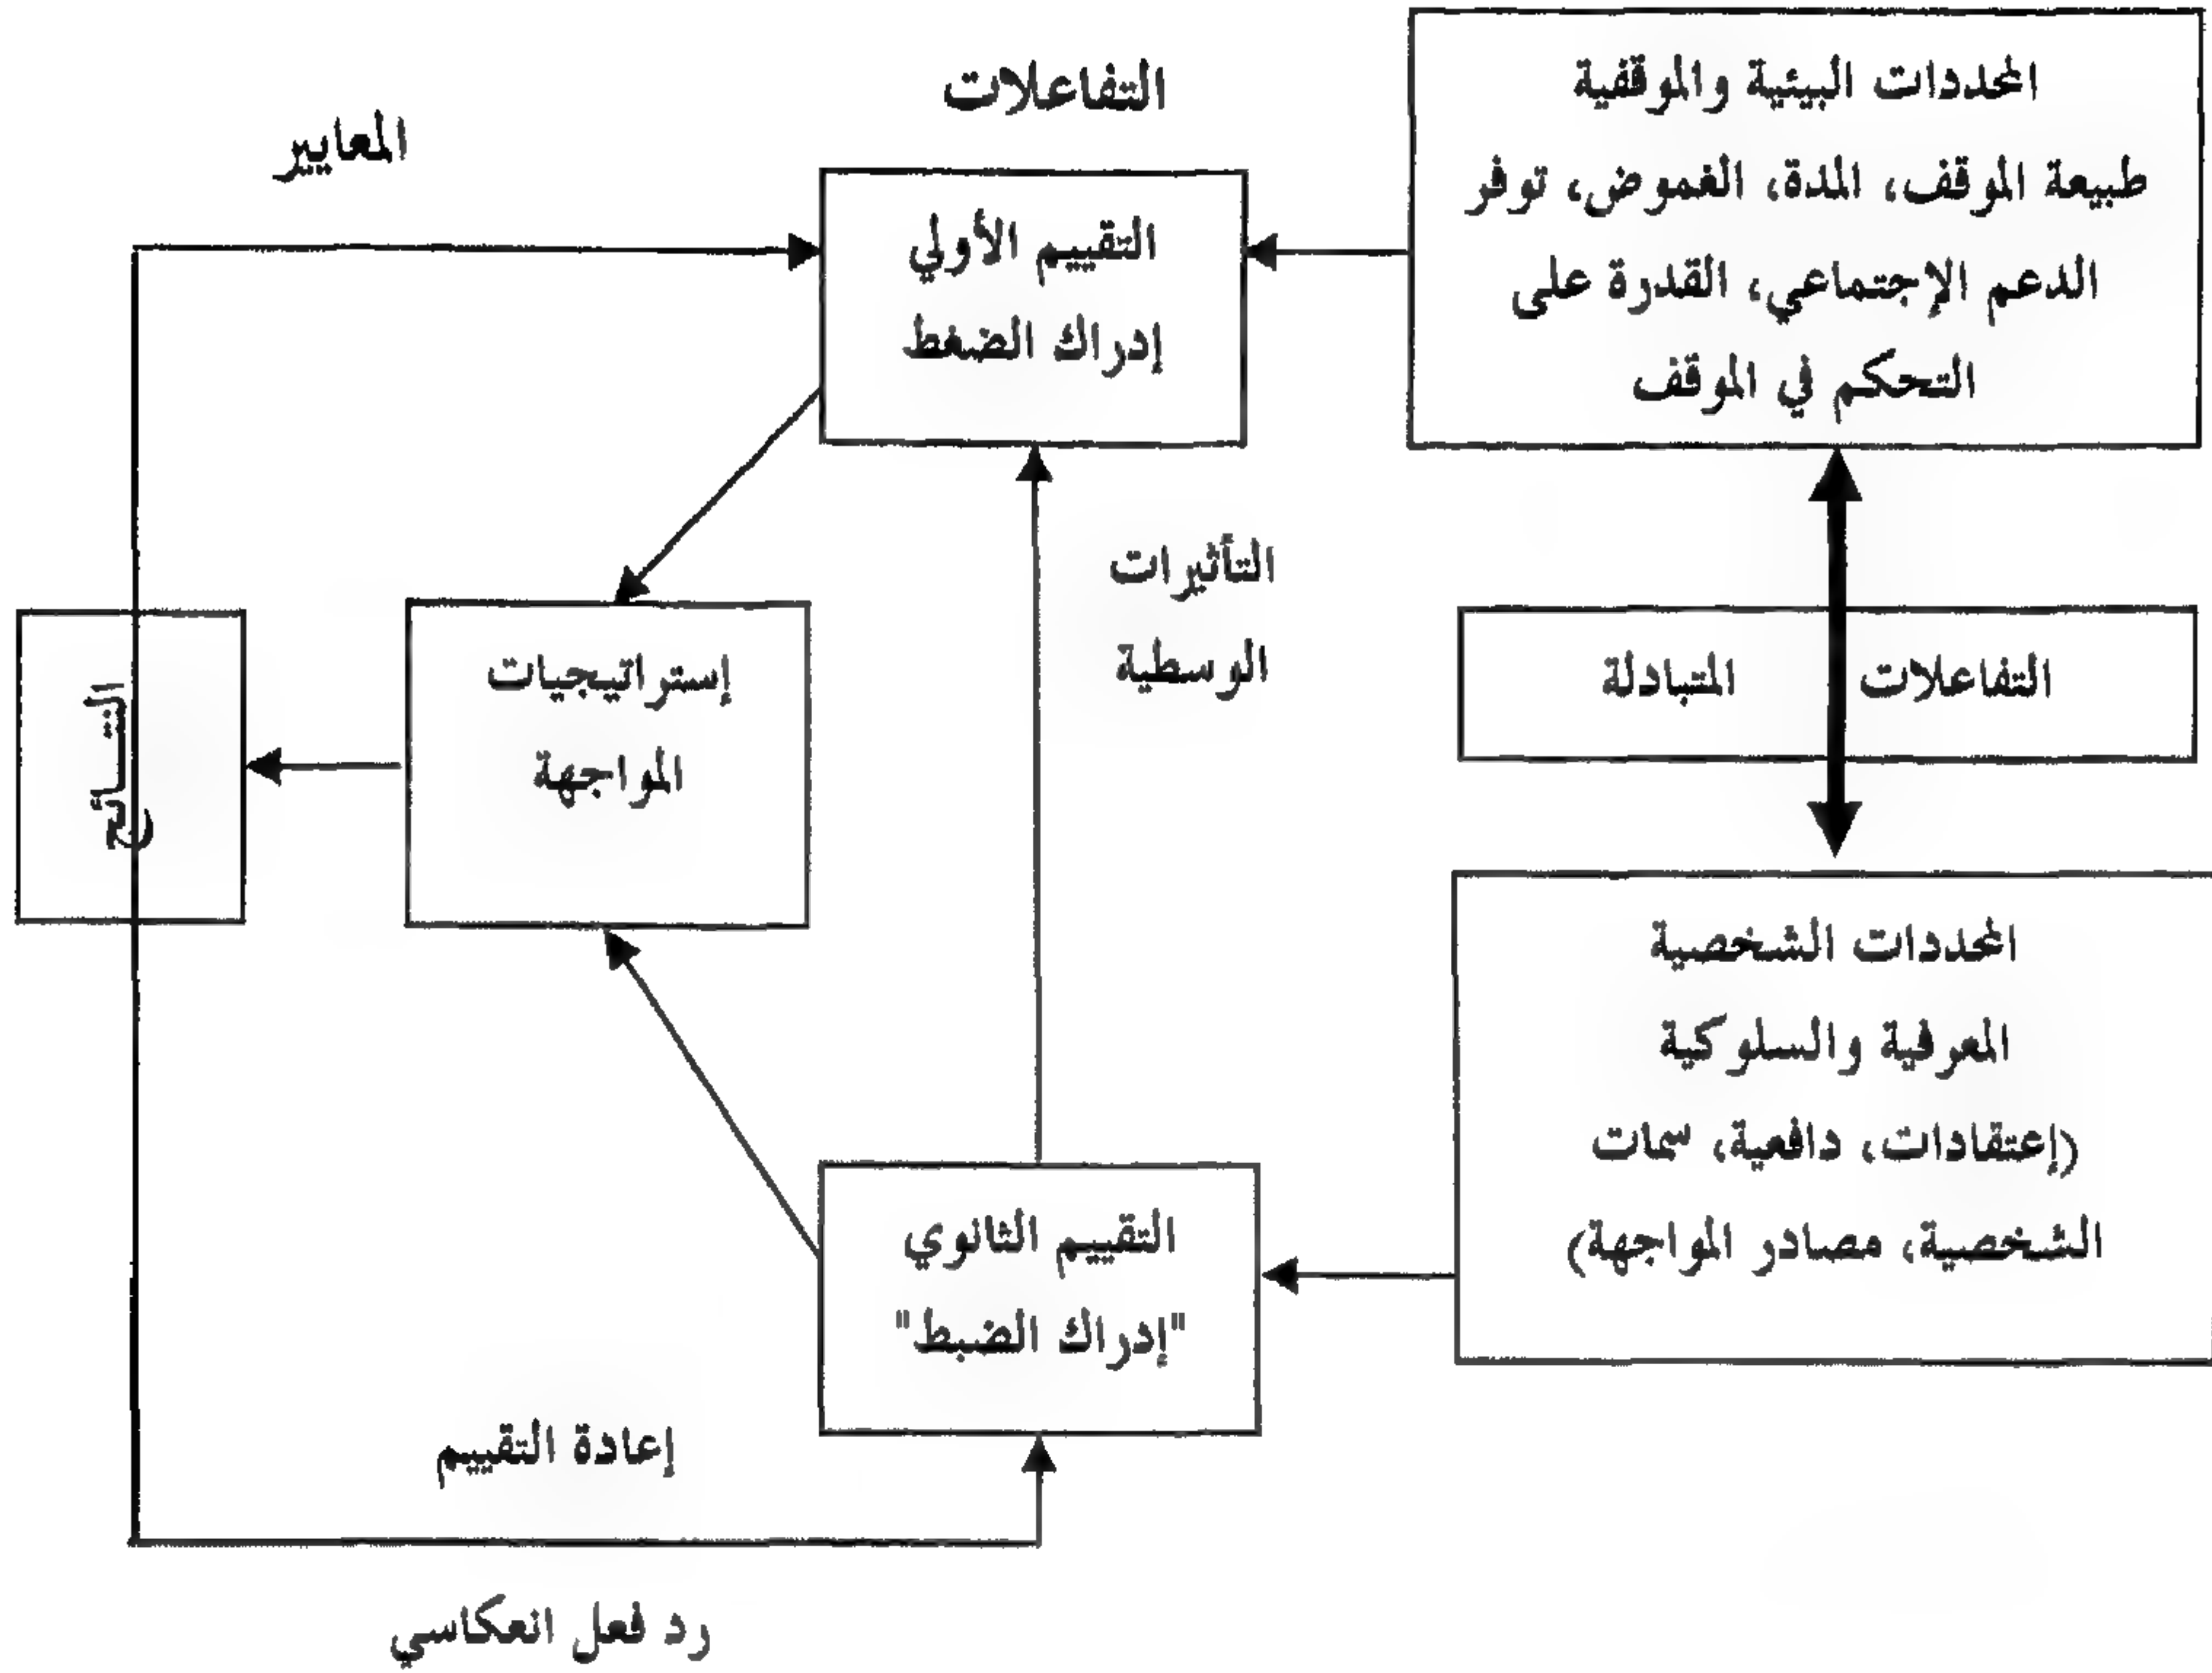 المحددات البيئية والموقفية
طبيعة الموقف، المدة، الغموض، توفر
الدعم الإجتماعي، القدرة على
التحكم في الموقف
التفاعلات
المعايير
التقييم الأولي
إدراك الضغط
التأثيرات
الوسطية
التفاعلات المتبادلة
إستراتيجيات
المواجهة
النتائج
المحددات الشخصية
المعرفية والسلوكية
(إعتقادات، دافعية، سمات
الشخصية، مصادر المواجهة)
التقييم الثانوي
"إدراك الضبط"
إعادة التقييم
رد فعل انعكاسي